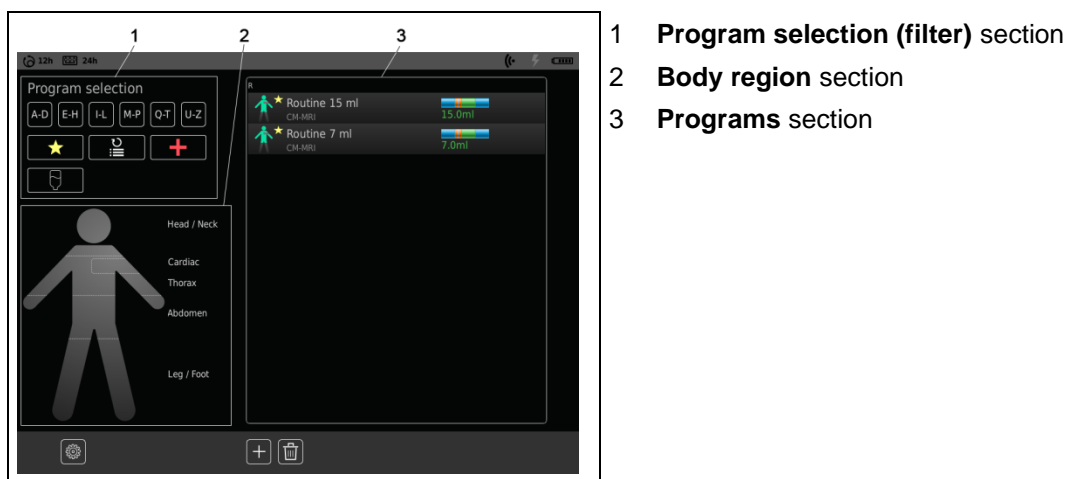 1 2 3
12h 24h
Program selection
A-D E-H I-L M-P Q-T U-Z
Head / Neck
Cardiac
Thorax
Abdomen
Leg / Foot
R
Routine 15 ml
CM-MRI
15.0ml
Routine 7 ml
CM-MRI
7.0ml
1 Program selection (filter) section
2 Body region section
3 Programs section